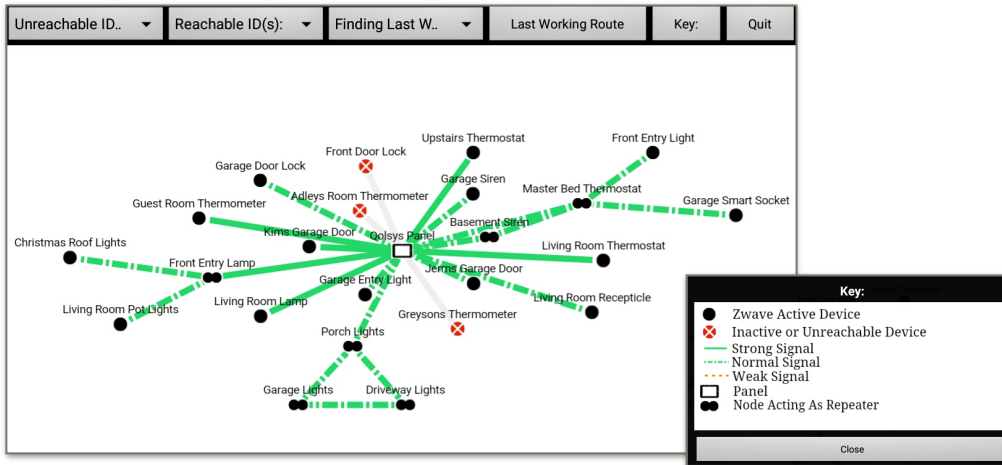 Unreachable ID..
Reachable ID(s):
Finding Last W..
Last Working Route
Key:
Quit
Upstairs Thermostat
Front Entry Light
Front Door Lock
Garage Door Lock
Garage Siren
Master Bed Thermostat
Adleys Room Thermometer
Guest Room Thermometer
Garage Smart Socket
Basement Siren
Kims Garage Door
Qolsys Panel
Christmas Roof Lights
Living Room Thermostat
Front Entry Lamp
Jerms Garage Door
Garage Entry Light
Living Room Lamp
Living Room Recepticle
Living Room Pot Lights
Greysons Thermometer
Porch Lights
Garage Lights
Driveway Lights
Key:
Zwave Active Device
Inactive or Unreachable Device
Strong Signal
Normal Signal
Weak Signal
Panel
Node Acting As Repeater
Close